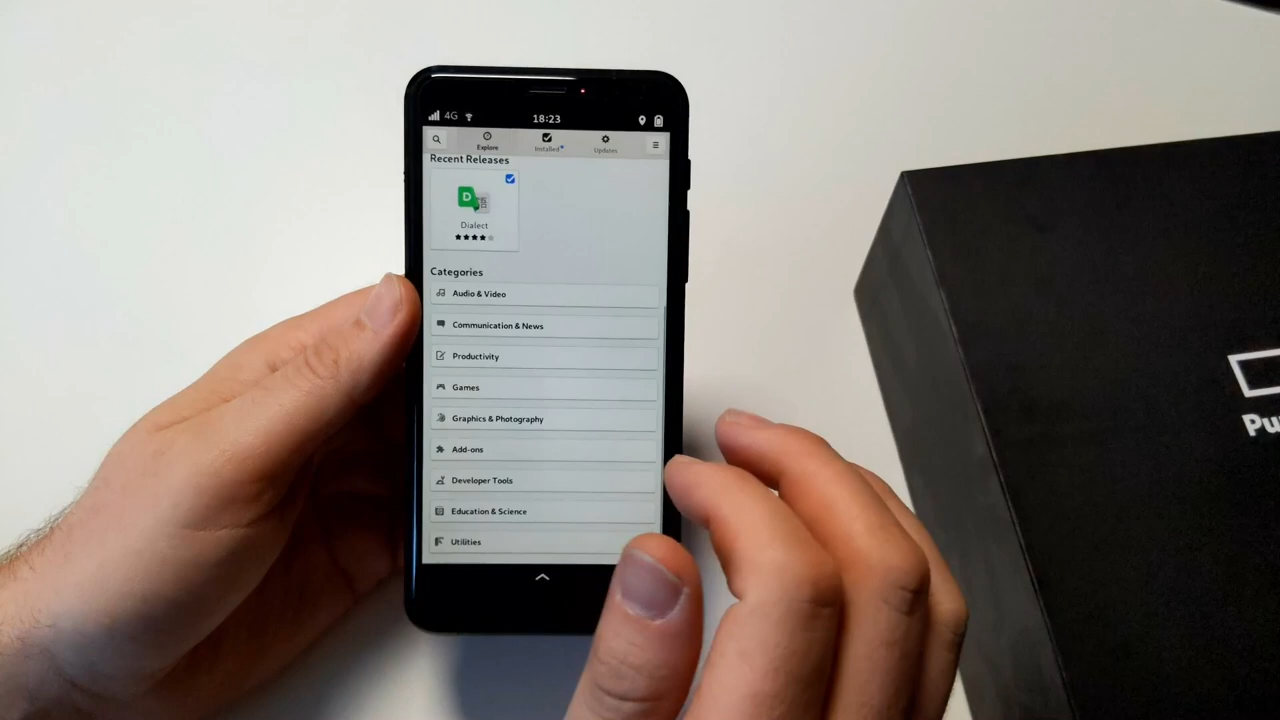 4G
18:23
Explore
Installed
Updates
Recent Releases
D
Dialect
Categories
Audio & Video
Communication & News
Productivity
Games
Graphics & Photography
Add-ons
Developer Tools
Education & Science
Utilities
Pu